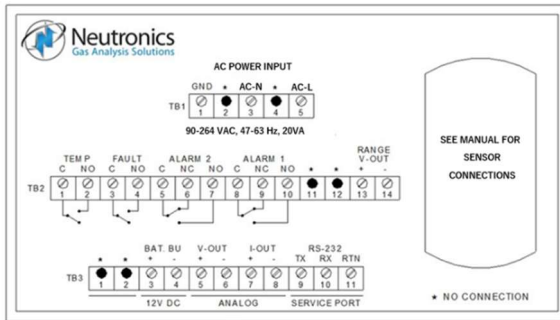 Neutronics
Gas Analysis Solutions
AC POWER INPUT
GND * AC-N * AC-L
TB1
1 2 3 4 5
90-264 VAC, 47-63 Hz, 20VA
SEE MANUAL FOR
SENSOR
CONNECTIONS
RANGE
TEMP FAULT ALARM 2 ALARM 1 V-OUT
C NO C NO C NC NO C NC NO * * + -
TB2
1 2 3 4 5 6 7 8 9 10 11 12 13 14
BAT. BU V-OUT I-OUT RS-232
* * + - + - + - TX RX RTN
TB3
1 2 3 4 5 6 7 8 9 10 11
12V DC ANALOG SERVICE PORT
* NO CONNECTION